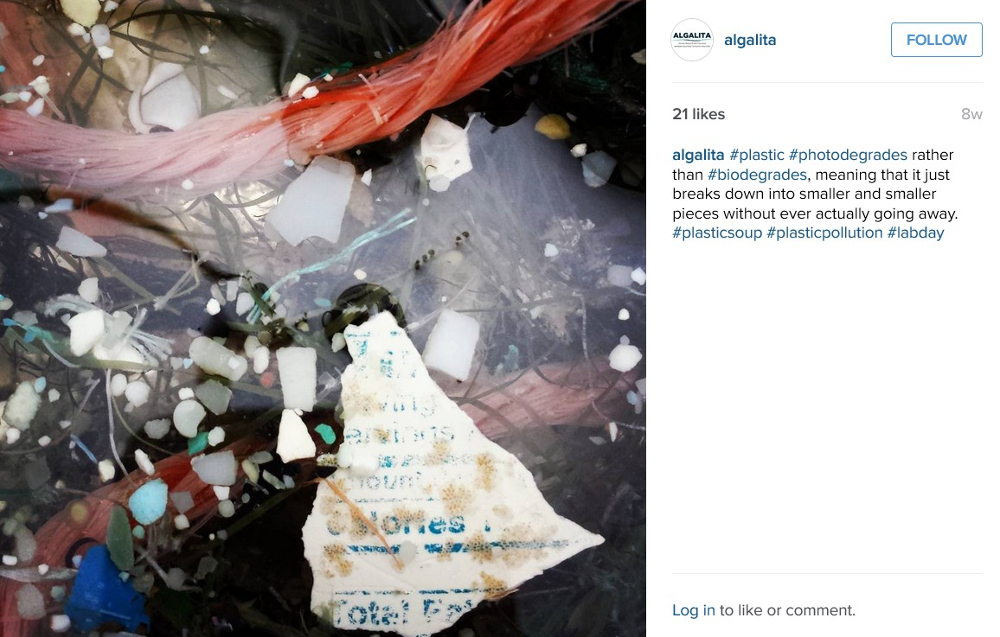 ALGALITA
algalita
FOLLOW
21 likes
8w
algalita #plastic #photodegrades rather
than #biodegrades, meaning that it just
breaks down into smaller and smaller
pieces without ever actually going away.
#plasticsoup #plasticpollution #labday
Calories
Total Fat
Log in to like or comment.